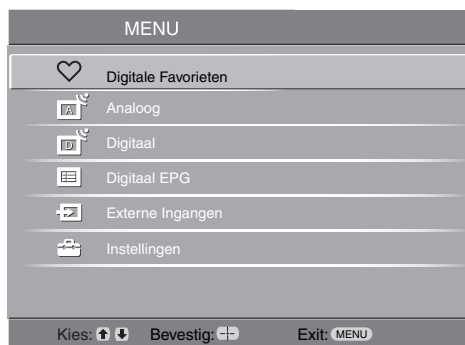 MENU
Digitale Favorieten
A Analoog
D Digitaal
Digitaal EPG
Externe Ingangen
Instellingen
Kies: Bevestig: Exit: MENU